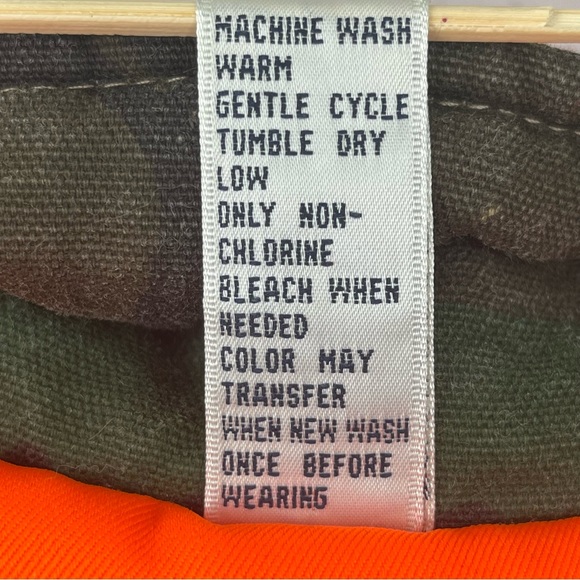 MACHINE WASH
WARM
GENTLE CYCLE
TUMBLE DRY
LOW
ONLY NON-
CHLORINE
BLEACH WHEN
NEEDED
COLOR MAY
TRANSFER
WHEN NEW WASH
ONCE BEFORE
WEARING